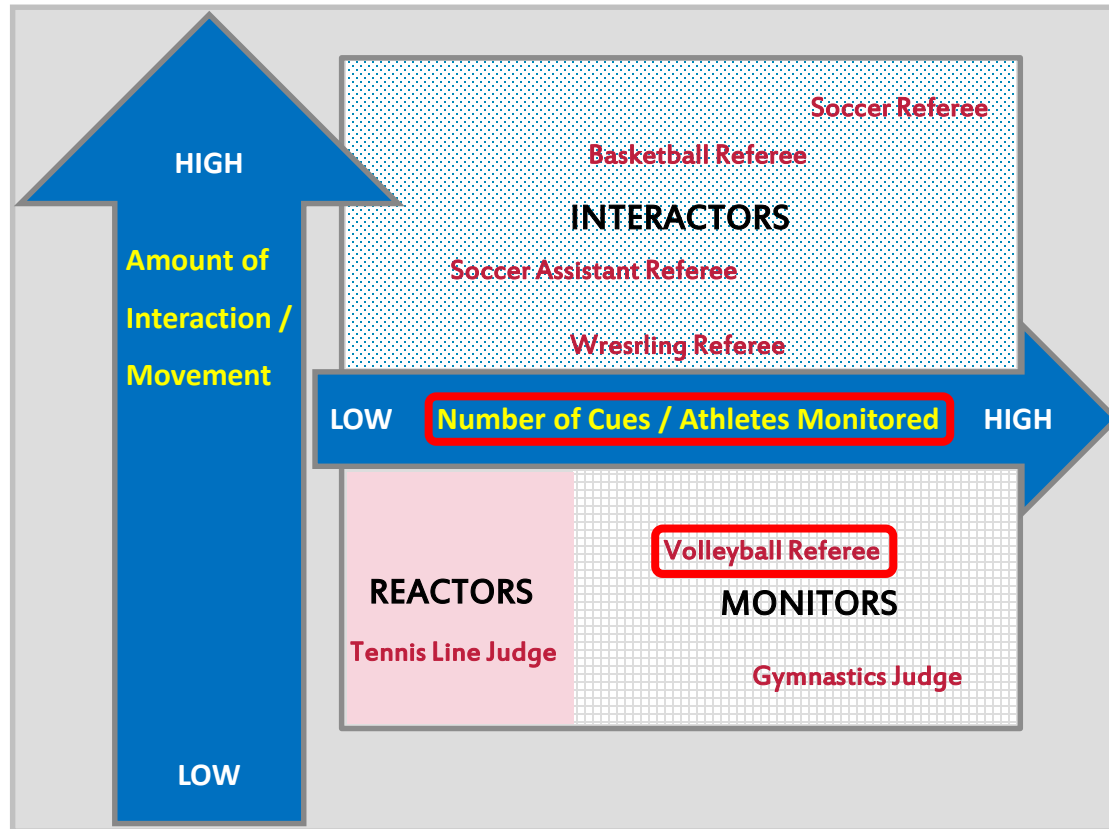 Soccer Referee
HIGH
Basketball Referee
INTERACTORS
Amount of
Interaction /
Movement
Soccer Assistant Referee
Wresrling Referee
LOW
Number of Cues / Athletes Monitored
HIGH
Volleyball Referee
REACTORS
MONITORS
Tennis Line Judge
Gymnastics Judge
LOW